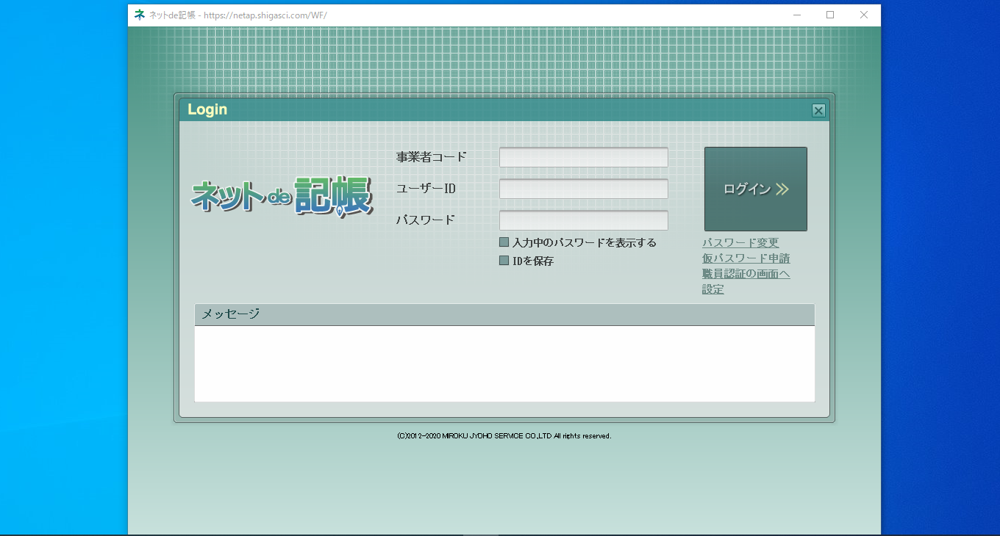 ネットde記帳 - https://netap.shigasci.com/WF/
Login
ネットde記帳
事業者コード
ユーザーID
パスワード
入力中のパスワードを表示する
IDを保存
ログイン
パスワード変更
仮パスワード申請
職員認証の画面へ
設定
メッセージ
(C)2012-2020 MIROKU JYOHO SERVICE CO.,LTD All rights reserved.